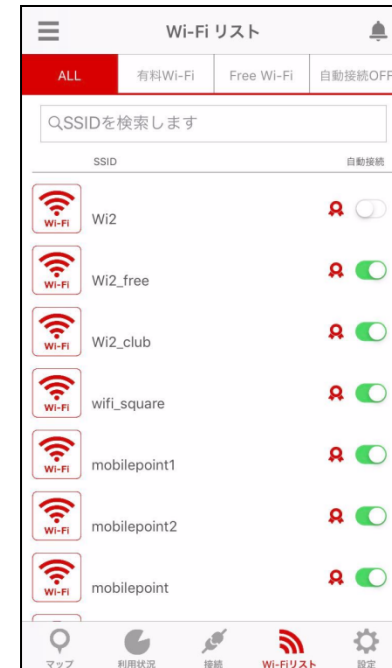 Wi-Fi リスト
ALL 有料Wi-Fi Free Wi-Fi 自動接続OFF
SSIDを検索します
SSID 自動接続
Wi-Fi Wi2
Wi-Fi Wi2_free
Wi-Fi Wi2_club
Wi-Fi wifi_square
Wi-Fi mobilepoint1
Wi-Fi mobilepoint2
Wi-Fi mobilepoint
マップ 利用状況 接続 Wi-Fiリスト 設定